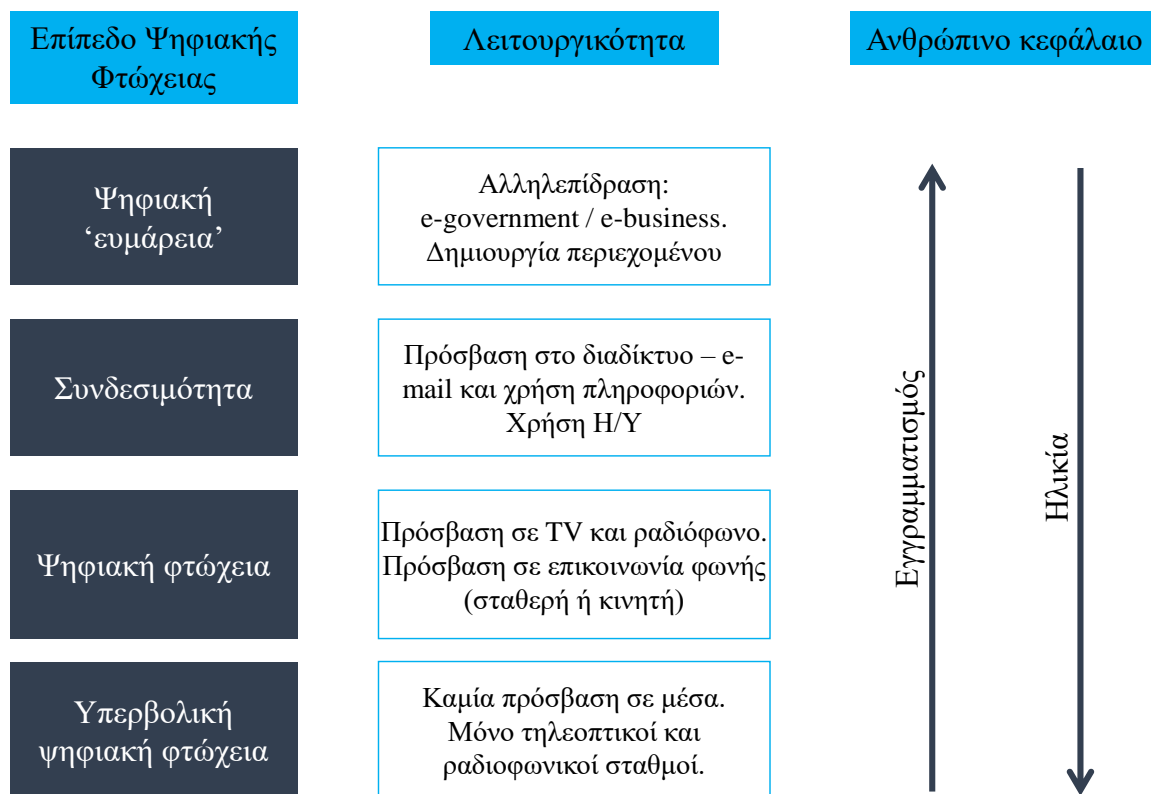 Επίπεδο Ψηφιακής
Φτώχειας
Λειτουργικότητα
Ανθρώπινο κεφάλαιο
Ψηφιακή
‘ευμάρεια’
Αλληλεπίδραση:
e-government / e-business.
Δημιουργία περιεχομένου
Συνδεσιμότητα
Πρόσβαση στο διαδίκτυο – e-
mail και χρήση πληροφοριών.
Χρήση Η/Υ
Ψηφιακή φτώχεια
Πρόσβαση σε TV και ραδιόφωνο.
Πρόσβαση σε επικοινωνία φωνής
(σταθερή ή κινητή)
Υπερβολική
ψηφιακή φτώχεια
Καμία πρόσβαση σε μέσα.
Μόνο τηλεοπτικοί και
ραδιοφωνικοί σταθμοί.
Εγγραμματισμός
Ηλικία